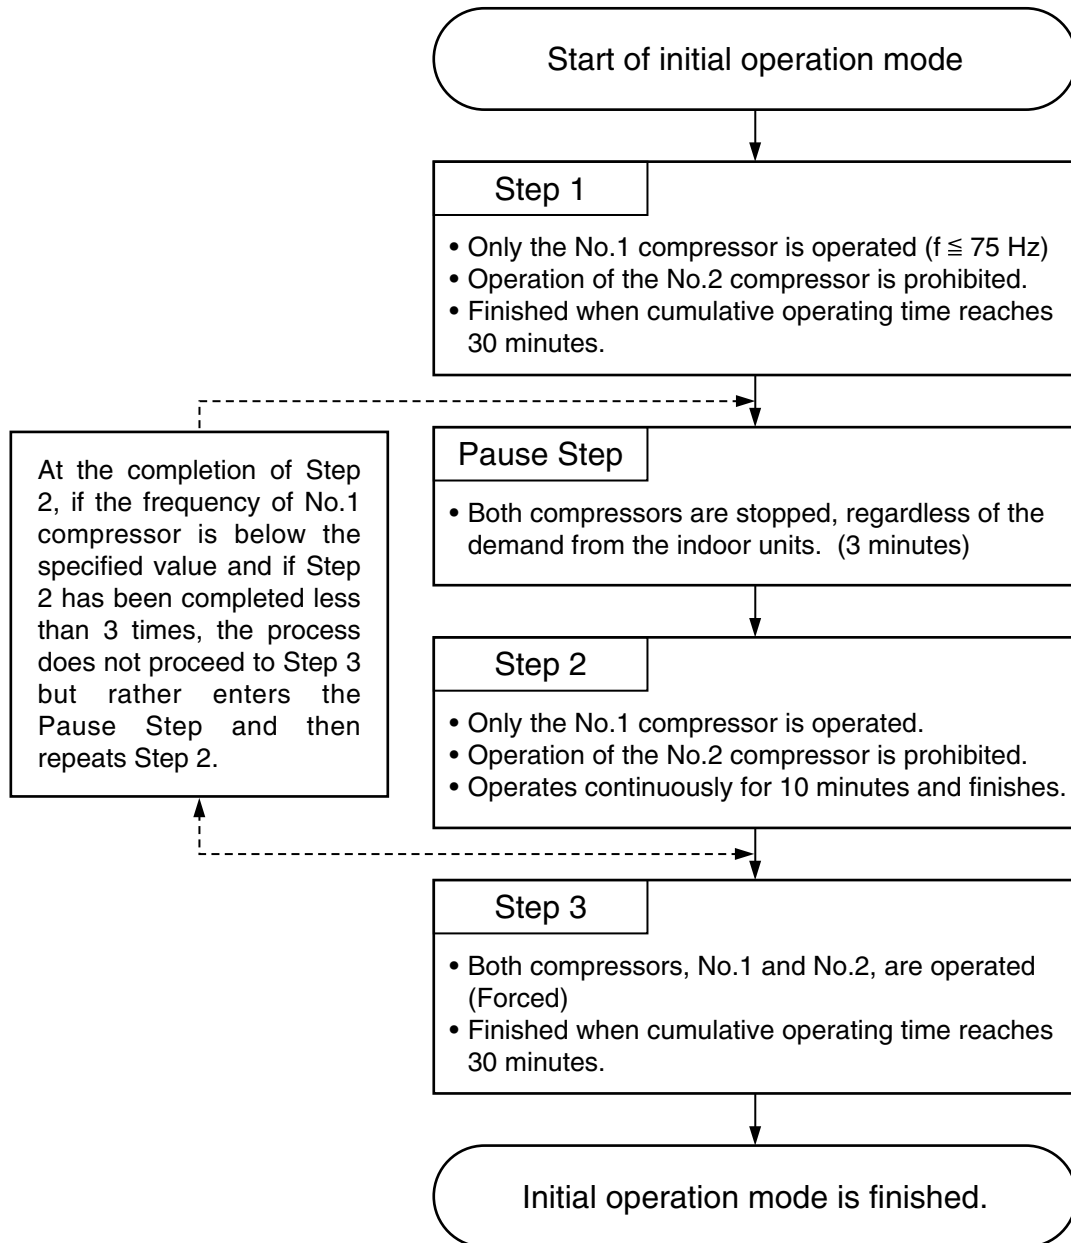 Start of initial operation mode
Step 1
• Only the No.1 compressor is operated (f ≦ 75 Hz)
• Operation of the No.2 compressor is prohibited.
• Finished when cumulative operating time reaches
30 minutes.
Pause Step
• Both compressors are stopped, regardless of the
demand from the indoor units. (3 minutes)
At the completion of Step
2, if the frequency of No.1
compressor is below the
specified value and if Step
2 has been completed less
than 3 times, the process
does not proceed to Step 3
but rather enters the
Pause Step and then
repeats Step 2.
Step 2
• Only the No.1 compressor is operated.
• Operation of the No.2 compressor is prohibited.
• Operates continuously for 10 minutes and finishes.
Step 3
• Both compressors, No.1 and No.2, are operated
(Forced)
• Finished when cumulative operating time reaches
30 minutes.
Initial operation mode is finished.